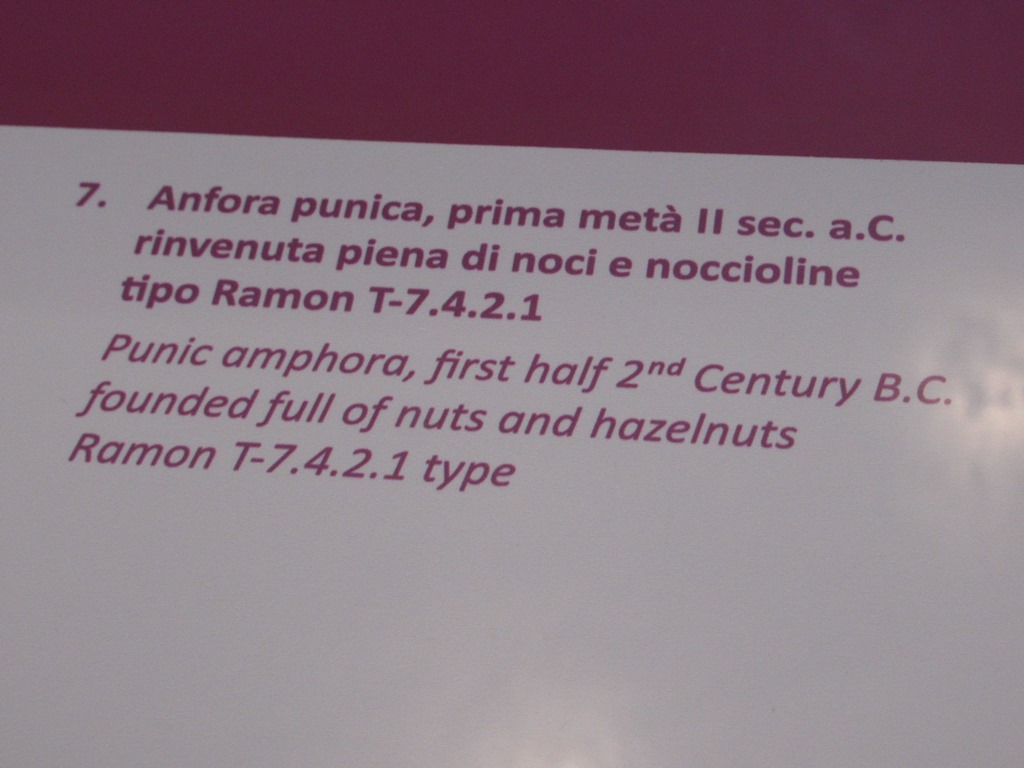 7. Anfora punica, prima metà II sec. a.C.
rinvenuta piena di noci e noccioline
tipo Ramon T-7.4.2.1
Punic amphora, first half 2nd Century B.C.
founded full of nuts and hazelnuts
Ramon T-7.4.2.1 type